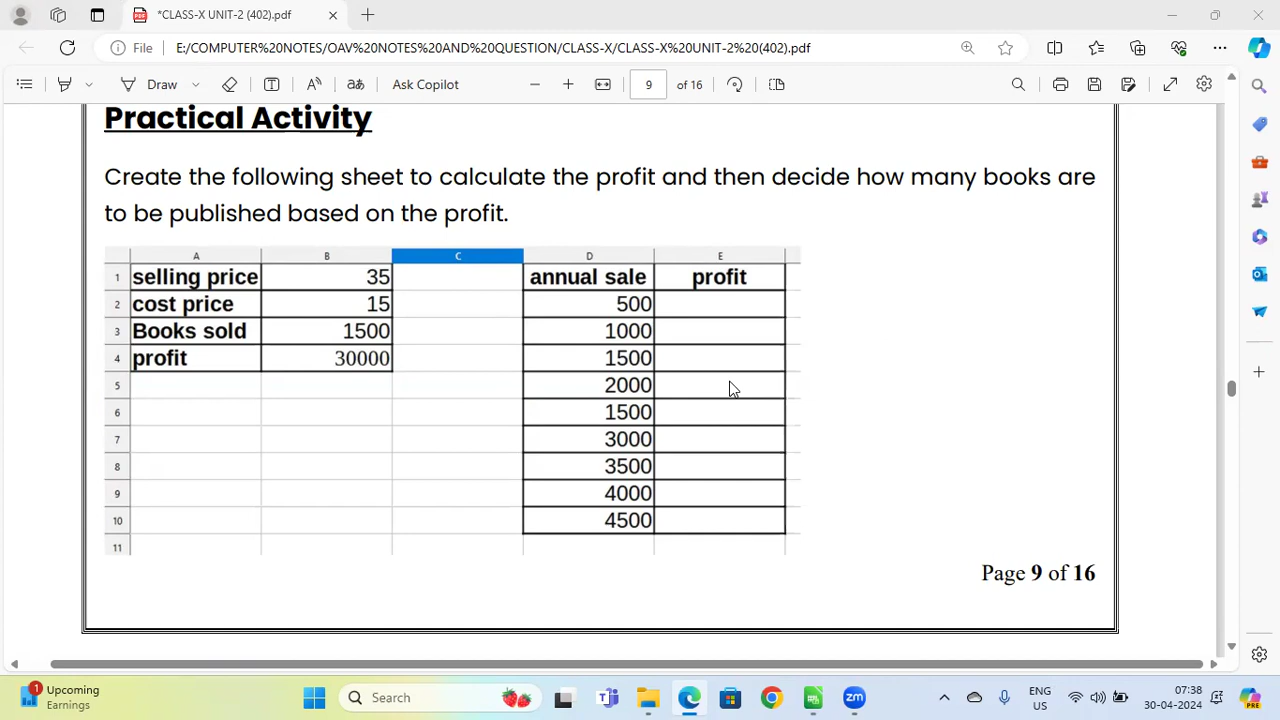 *CLASS-X UNIT-2 (402).pdf
File E:/COMPUTER%20NOTES/OAV%20NOTES%20AND%20QUESTION/CLASS-X/CLASS-X%20UNIT-2%20(402).pdf
Draw aあ Ask Copilot 9 of 16
Practical Activity
Create the following sheet to calculate the profit and then decide how many books are
to be published based on the profit.
A B C D E
1 selling price 35 annual sale profit
2 cost price 15 500
3 Books sold 1500 1000
4 profit 30000 1500
5 2000
6 1500
7 3000
8 3500
9 4000
10 4500
11
Page 9 of 16
1 Upcoming
Earnings
Search
ENG
US
07:38
30-04-2024
zm
PRE